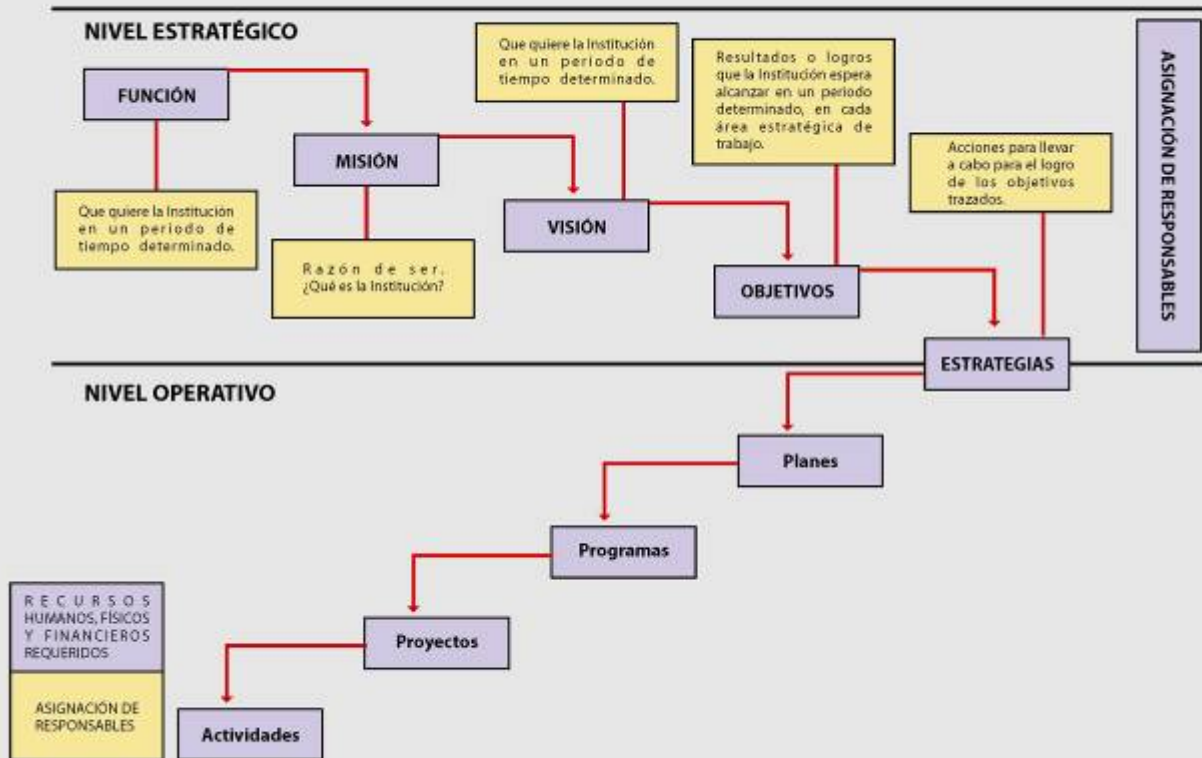 NIVEL ESTRATÉGICO
FUNCIÓN
Que quiere la Institución
en un periodo de
tiempo determinado.
MISIÓN
Razón de ser.
¿Qué es la Institución?
Que quiere la Institución
en un periodo de
tiempo determinado.
VISIÓN
Resultados o logros
que la Institución espera
alcanzar en un periodo
determinado, en cada
área estratégica de
trabajo.
OBJETIVOS
Acciones para llevar
a cabo para el logro
de los objetivos
trazados.
ESTRATEGIAS
ASIGNACIÓN DE RESPONSABLES
NIVEL OPERATIVO
Planes
Programas
Proyectos
Actividades
RECURSOS
HUMANOS, FÍSICOS
Y FINANCIEROS
REQUERIDOS
ASIGNACIÓN DE
RESPONSABLES